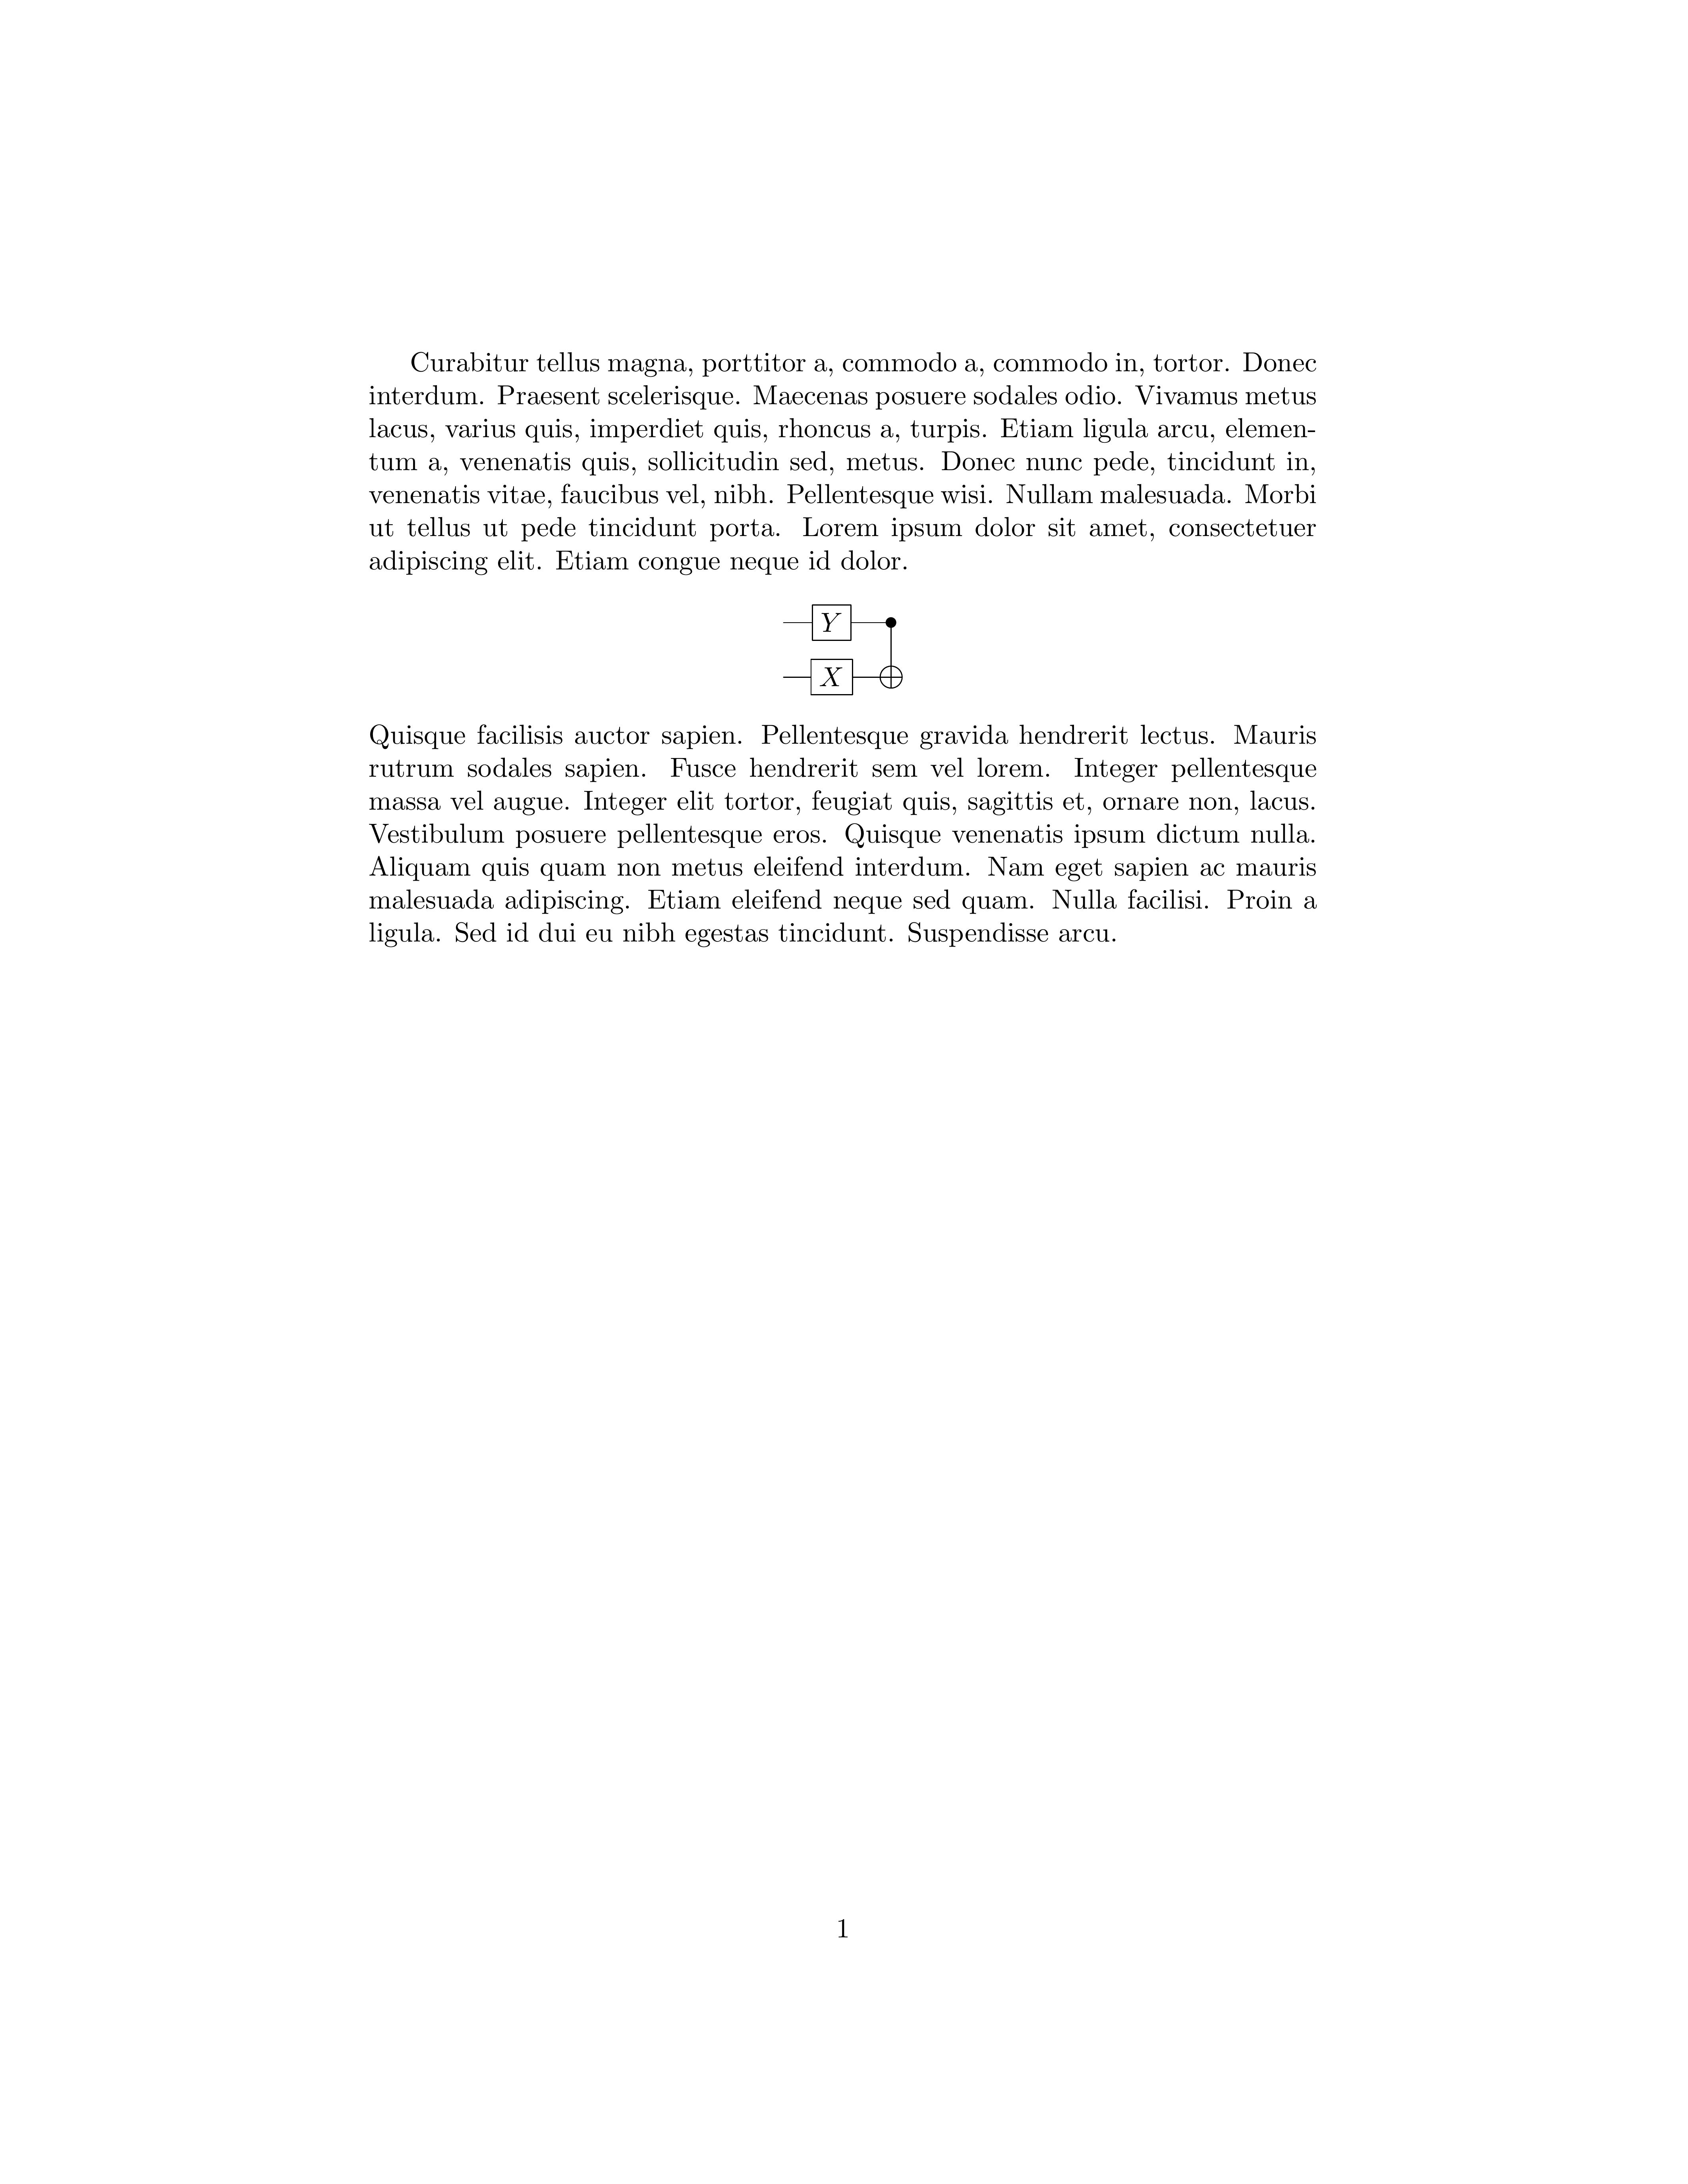 Curabitur tellus magna, porttitor a, commodo a, commodo in, tortor. Donec
interdum. Praesent scelerisque. Maecenas posuere sodales odio. Vivamus metus
lacus, varius quis, imperdiet quis, rhoncus a, turpis. Etiam ligula arcu, elemen-
tum a, venenatis quis, sollicitudin sed, metus. Donec nunc pede, tincidunt in,
venenatis vitae, faucibus vel, nibh. Pellentesque wisi. Nullam malesuada. Morbi
ut tellus ut pede tincidunt porta. Lorem ipsum dolor sit amet, consectetuer
adipiscing elit. Etiam congue neque id dolor.
Y
X
Quisque facilisis auctor sapien. Pellentesque gravida hendrerit lectus. Mauris
rutrum sodales sapien. Fusce hendrerit sem vel lorem. Integer pellentesque
massa vel augue. Integer elit tortor, feugiat quis, sagittis et, ornare non, lacus.
Vestibulum posuere pellentesque eros. Quisque venenatis ipsum dictum nulla.
Aliquam quis quam non metus eleifend interdum. Nam eget sapien ac mauris
malesuada adipiscing. Etiam eleifend neque sed quam. Nulla facilisi. Proin a
ligula. Sed id dui eu nibh egestas tincidunt. Suspendisse arcu.
1